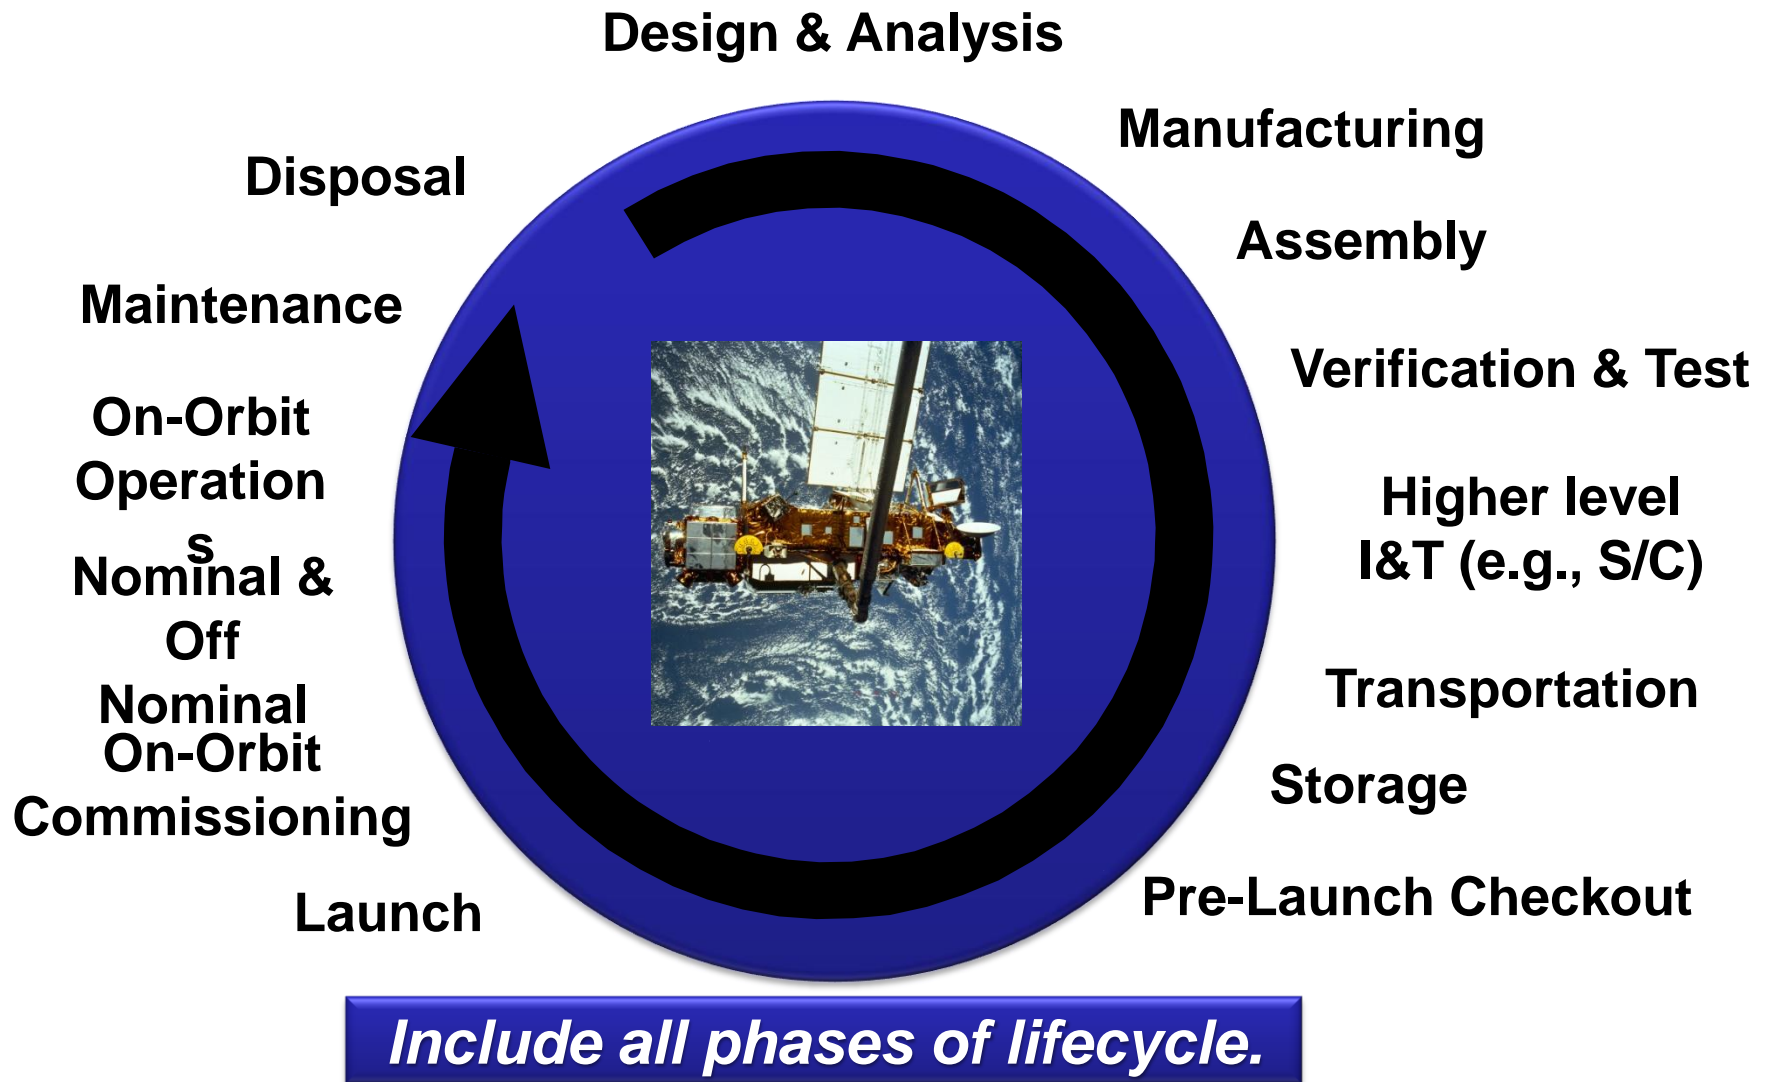 Design & Analysis
Manufacturing
Assembly
Verification & Test
Higher level
I&T (e.g., S/C)
Transportation
Storage
Pre-Launch Checkout
Launch
On-Orbit
Commissioning
Nominal &
Off
Nominal
On-Orbit
Operation
s
Maintenance
Disposal
Include all phases of lifecycle.